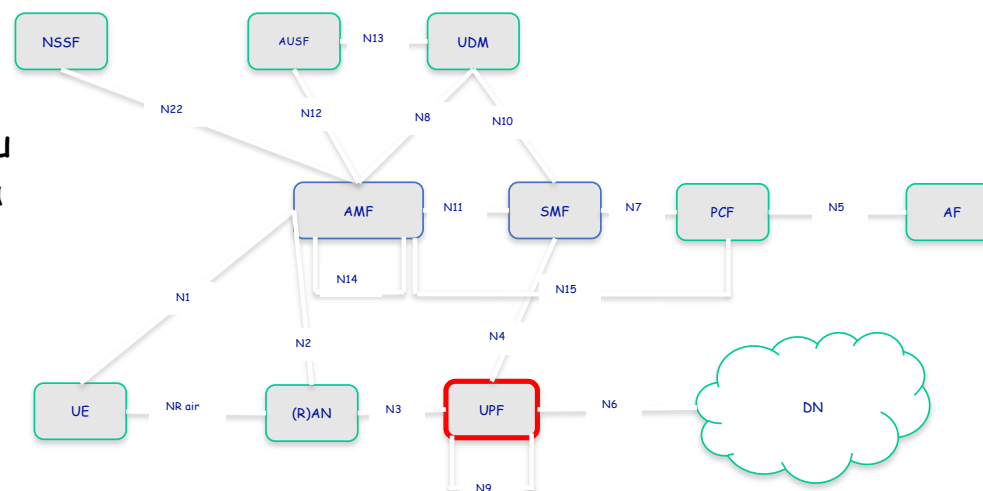 NSSF
AUSF
N13
UDM
N22
N12
N8
N10
AMF
N11
SMF
N7
PCF
N5
AF
N14
N15
N1
N2
N4
UE
NR air
(R)AN
N3
UPF
N6
DN
N9